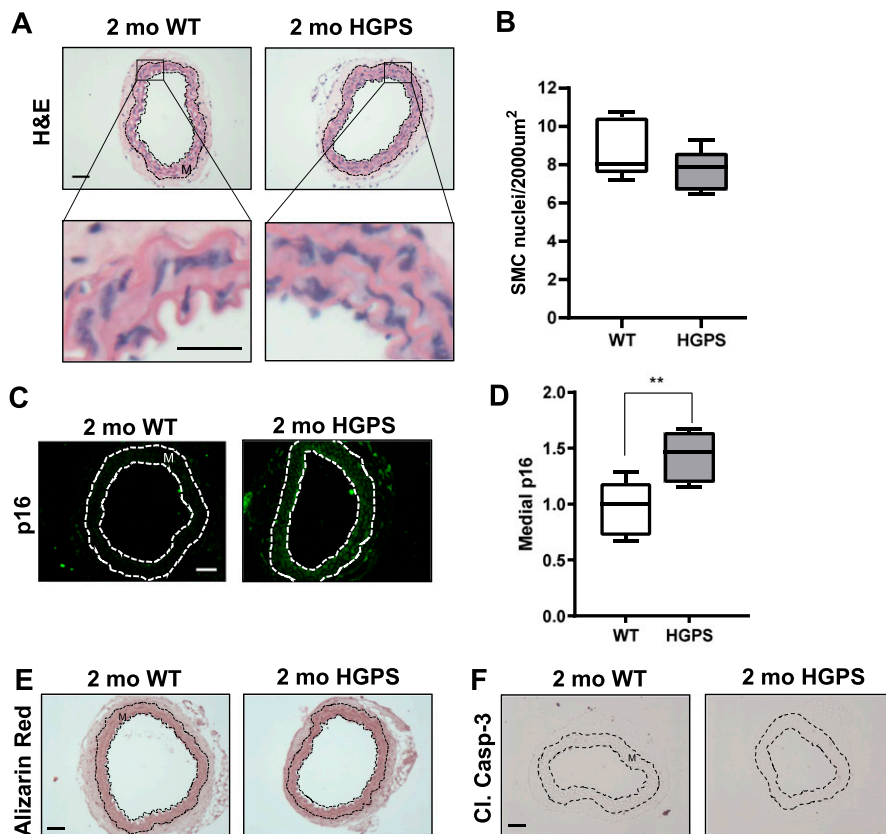 A
2 mo WT
2 mo HGPS
H&E
M
B
SMC nuclei/2000um²
12
10
8
6
4
2
0
WT
HGPS
C
2 mo WT
2 mo HGPS
p16
M
D
**
Medial p16
2.0
1.5
1.0
0.5
0.0
WT
HGPS
E
2 mo WT
2 mo HGPS
Alizarin Red
M
F
2 mo WT
2 mo HGPS
Cl. Casp-3
M